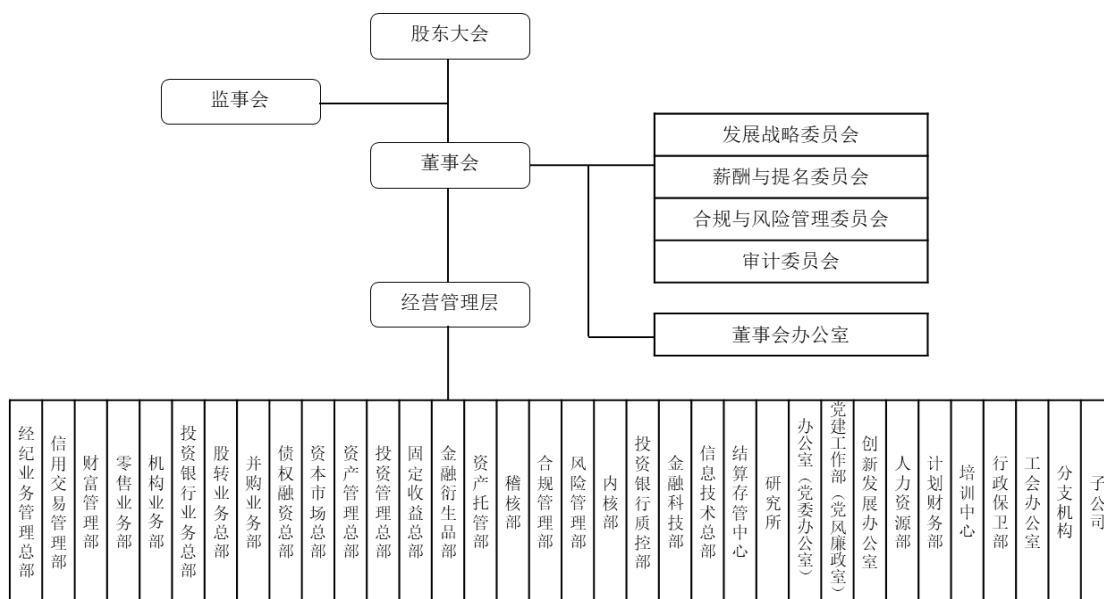 股东大会
监事会
董事会
发展战略委员会
薪酬与提名委员会
合规与风险管理委员会
审计委员会
经营管理层
董事会办公室
经纪业务管理总部
信用交易管理部
财富管理部
零售业务部
机构业务部
投资银行业务总部
股转业务总部
并购业务部
债权融资总部
资本市场总部
资产管理总部
投资管理总部
固定收益总部
金融衍生品部
资产托管部
稽核部
合规管理部
风险管理部
内核部
投资银行质控部
金融科技部
信息技术总部
结算存管中心
研究所
办公室（党委办公室）
党建工作部（党风廉政室）
创新发展办公室
人力资源部
计划财务部
培训中心
行政保卫部
工会办公室
分支机构
子公司